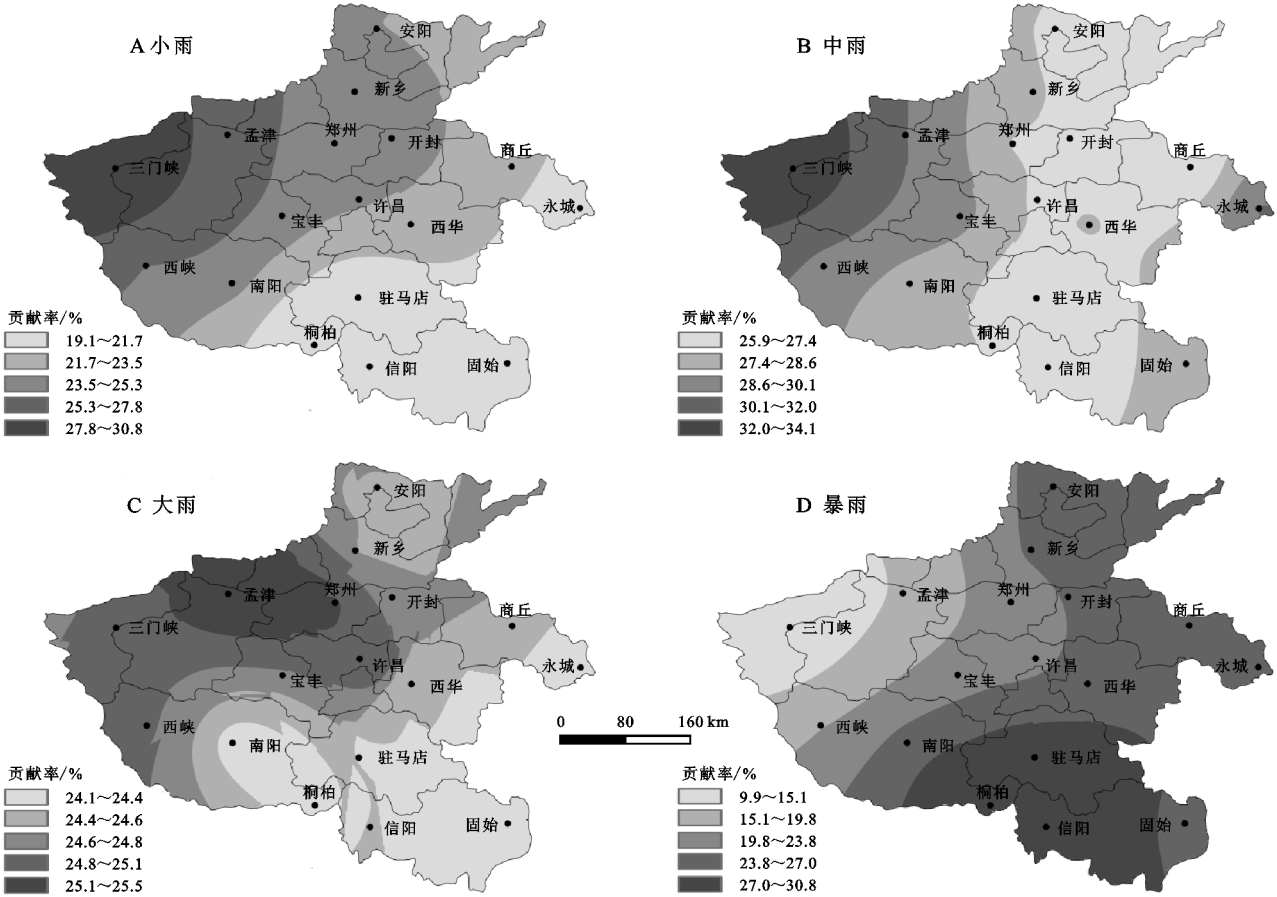 A 小雨
安阳
新乡
孟津
郑州
开封
商丘
三门峡
永城
宝丰
许昌
西华
西峡
南阳
驻马店
桐柏
信阳
固始
贡献率/%
19.1～21.7
21.7～23.5
23.5～25.3
25.3～27.8
27.8～30.8
B 中雨
安阳
新乡
孟津
郑州
开封
商丘
三门峡
永城
宝丰
许昌
西华
西峡
南阳
驻马店
桐柏
信阳
固始
贡献率/%
25.9～27.4
27.4～28.6
28.6～30.1
30.1～32.0
32.0～34.1
C 大雨
安阳
新乡
孟津
郑州
开封
商丘
三门峡
永城
宝丰
许昌
西华
西峡
南阳
驻马店
桐柏
信阳
固始
贡献率/%
24.1～24.4
24.4～24.6
24.6～24.8
24.8～25.1
25.1～25.5
0 80 160 km
D 暴雨
安阳
新乡
孟津
郑州
开封
商丘
三门峡
永城
宝丰
许昌
西华
西峡
南阳
驻马店
桐柏
信阳
固始
贡献率/%
9.9～15.1
15.1～19.8
19.8～23.8
23.8～27.0
27.0～30.8